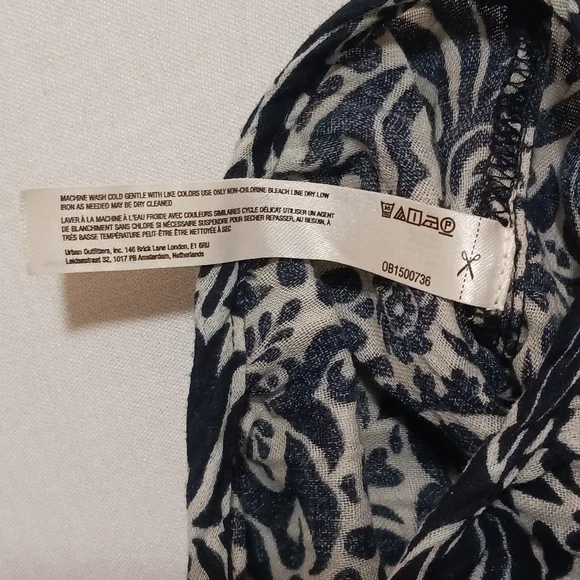 MACHINE WASH COLD GENTLE WITH LIKE COLORS USE ONLY NON-CHLORINE BLEACH LINE DRY LOW
IRON AS NEEDED MAY BE DRY CLEANED
LAVER À LA MACHINE À L'EAU FROIDE AVEC COULEURS SIMILAIRES CYCLE DÉLICAT UTILISER UN AGENT
DE BLANCHIMENT SANS CHLORE SI NÉCESSAIRE SUSPENDRE POUR SECHER REPASSER, AU BESOIN À
TRÈS BASSE TEMPÉRATURE PEUT-ÊTRE ÊTRE NETTOYÉE À SEC
Urban Outfitters, Inc. 146 Brick Lane London, E1 6RU
Leidsestraat 32, 1017 PB Amsterdam, Netherlands
P
OB1500736